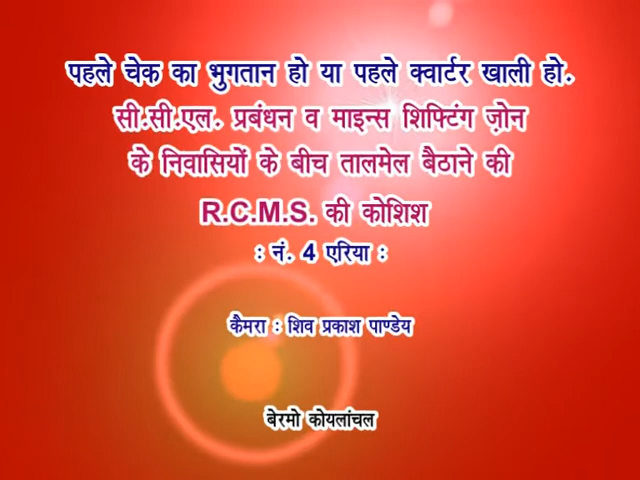 पहले चेक का भुगतान हो या पहले क्वार्टर खाली हो.
सी.सी.एल. प्रबंधन व माइन्स शिफ्टिंग ज़ोन
के निवासियों के बीच तालमेल बैठाने की
R.C.M.S. की कोशिश
: नं. 4 एरिया :
कैमरा : शिव प्रकाश पाण्डेय
बेरमो कोयलांचल